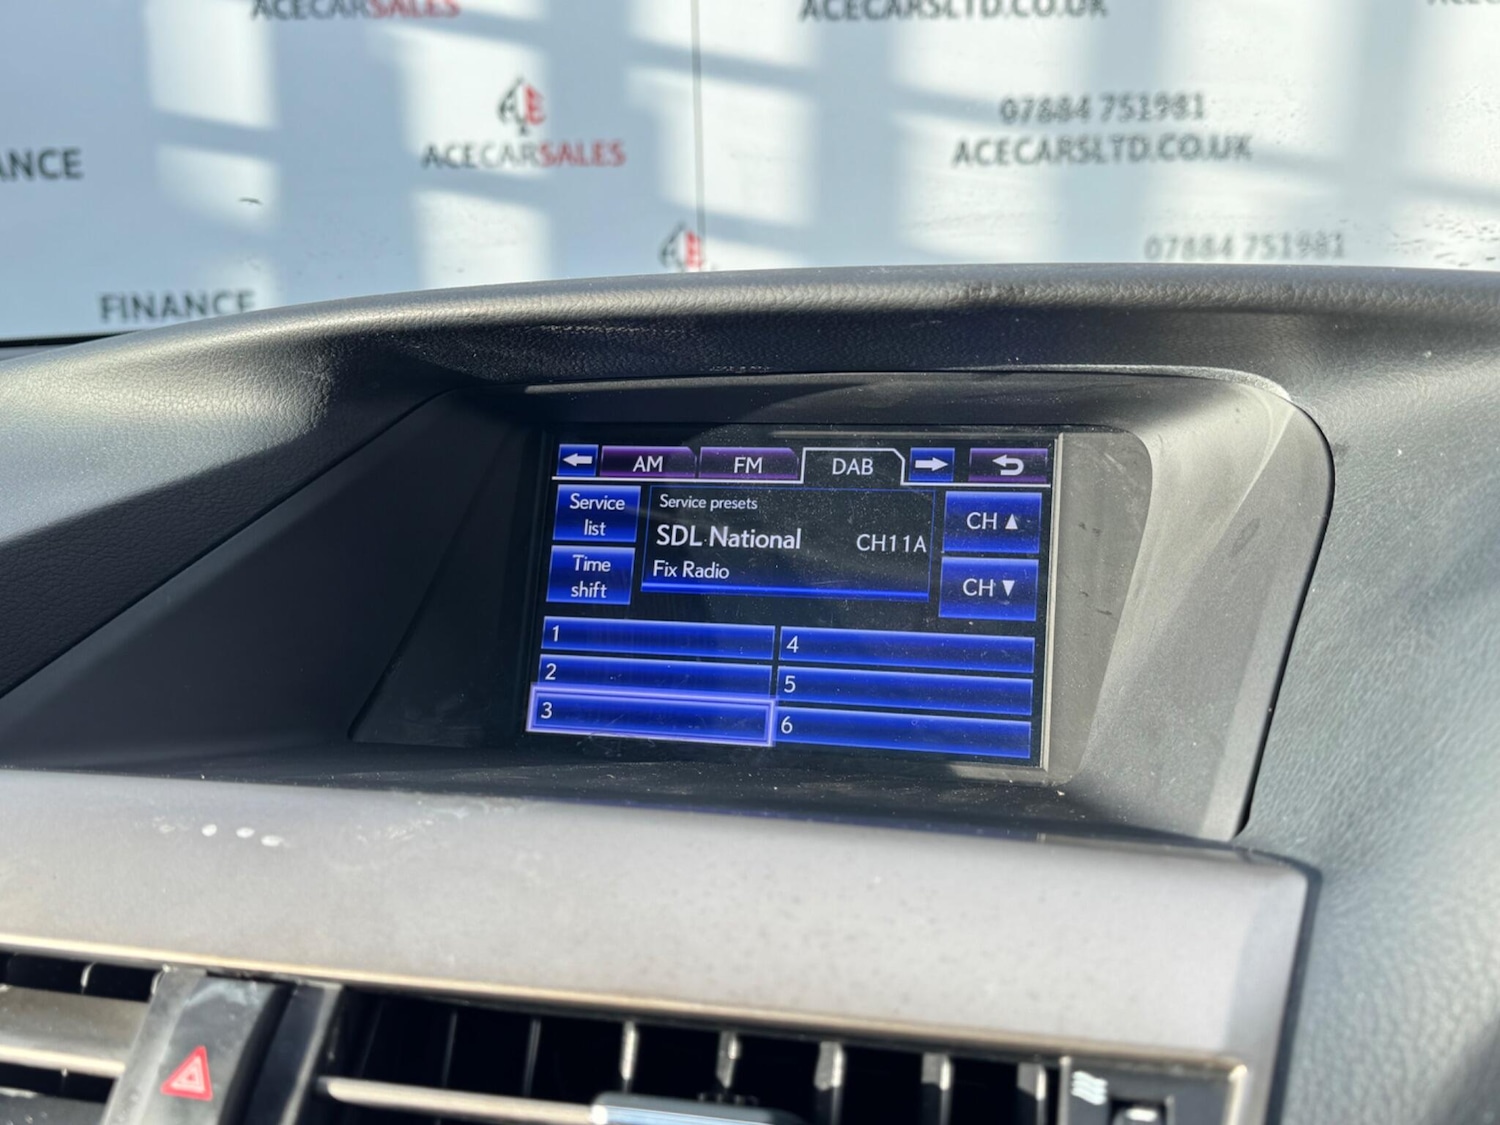 ACECARSALES
ACECARSLTD.CO.UK
07884 751981
ACECARSLTD.CO.UK
ANCE
ACECARSALES
07884 751981
FINANCE
AM
FM
DAB
Service
list
Service presets
SDL National
CH11A
Fix Radio
CH▲
Time
shift
CH▼
1
4
2
5
3
6